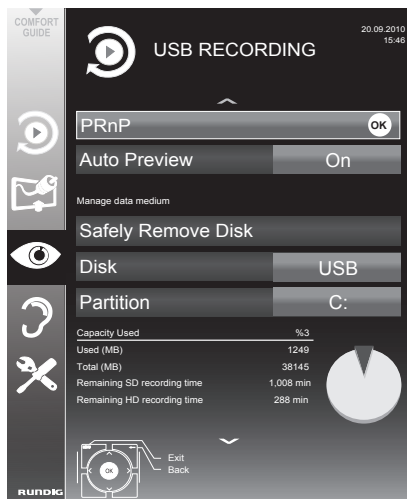 COMFORT
GUIDE
USB RECORDING
20.09.2010
15:46
PRnP
OK
Auto Preview On
Manage data medium
Safely Remove Disk
Disk USB
Partition C:
Capacity Used %3
Used (MB) 1249
Total (MB) 38145
Remaining SD recording time 1,008 min
Remaining HD recording time 288 min
Exit
Back
OK
RUNDIG